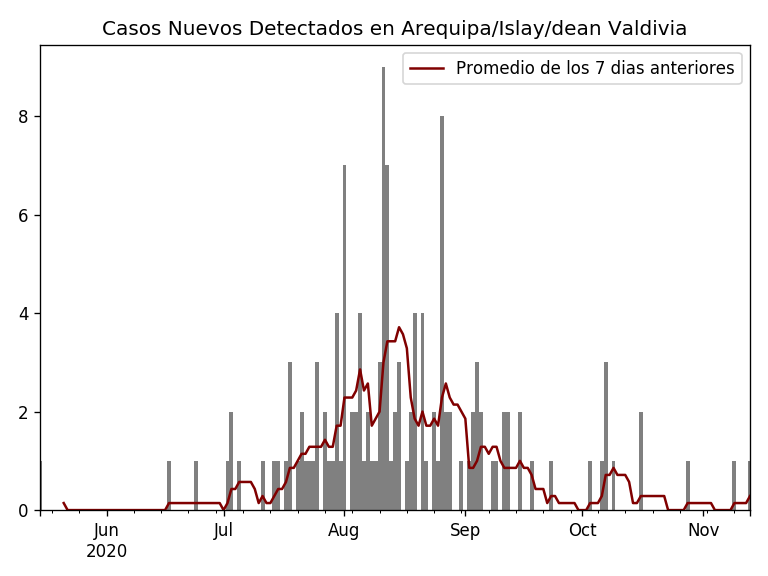 Casos Nuevos Detectados en Arequipa/Islay/dean Valdivia
Promedio de los 7 dias anteriores
8
6
4
2
0
Jun Jul Aug Sep Oct Nov
2020